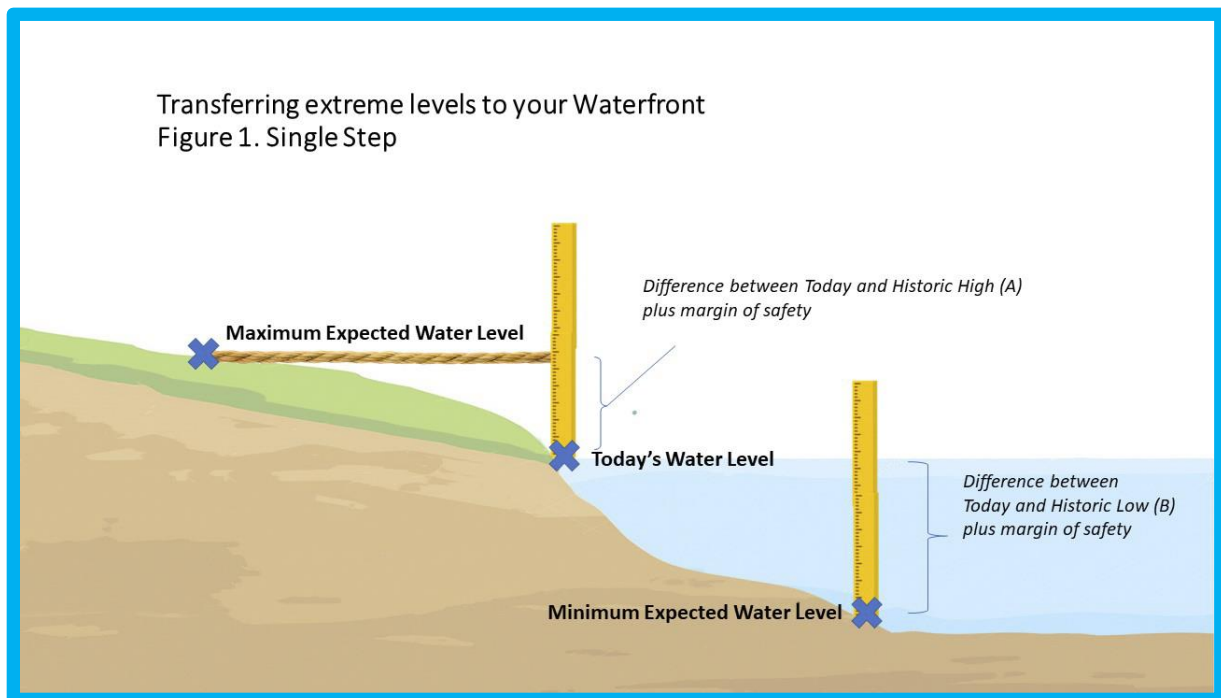 Transferring extreme levels to your Waterfront
Figure 1. Single Step
Difference between Today and Historic High (A)
plus margin of safety
Maximum Expected Water Level
Today's Water Level
Difference between
Today and Historic Low (B)
plus margin of safety
Minimum Expected Water Level